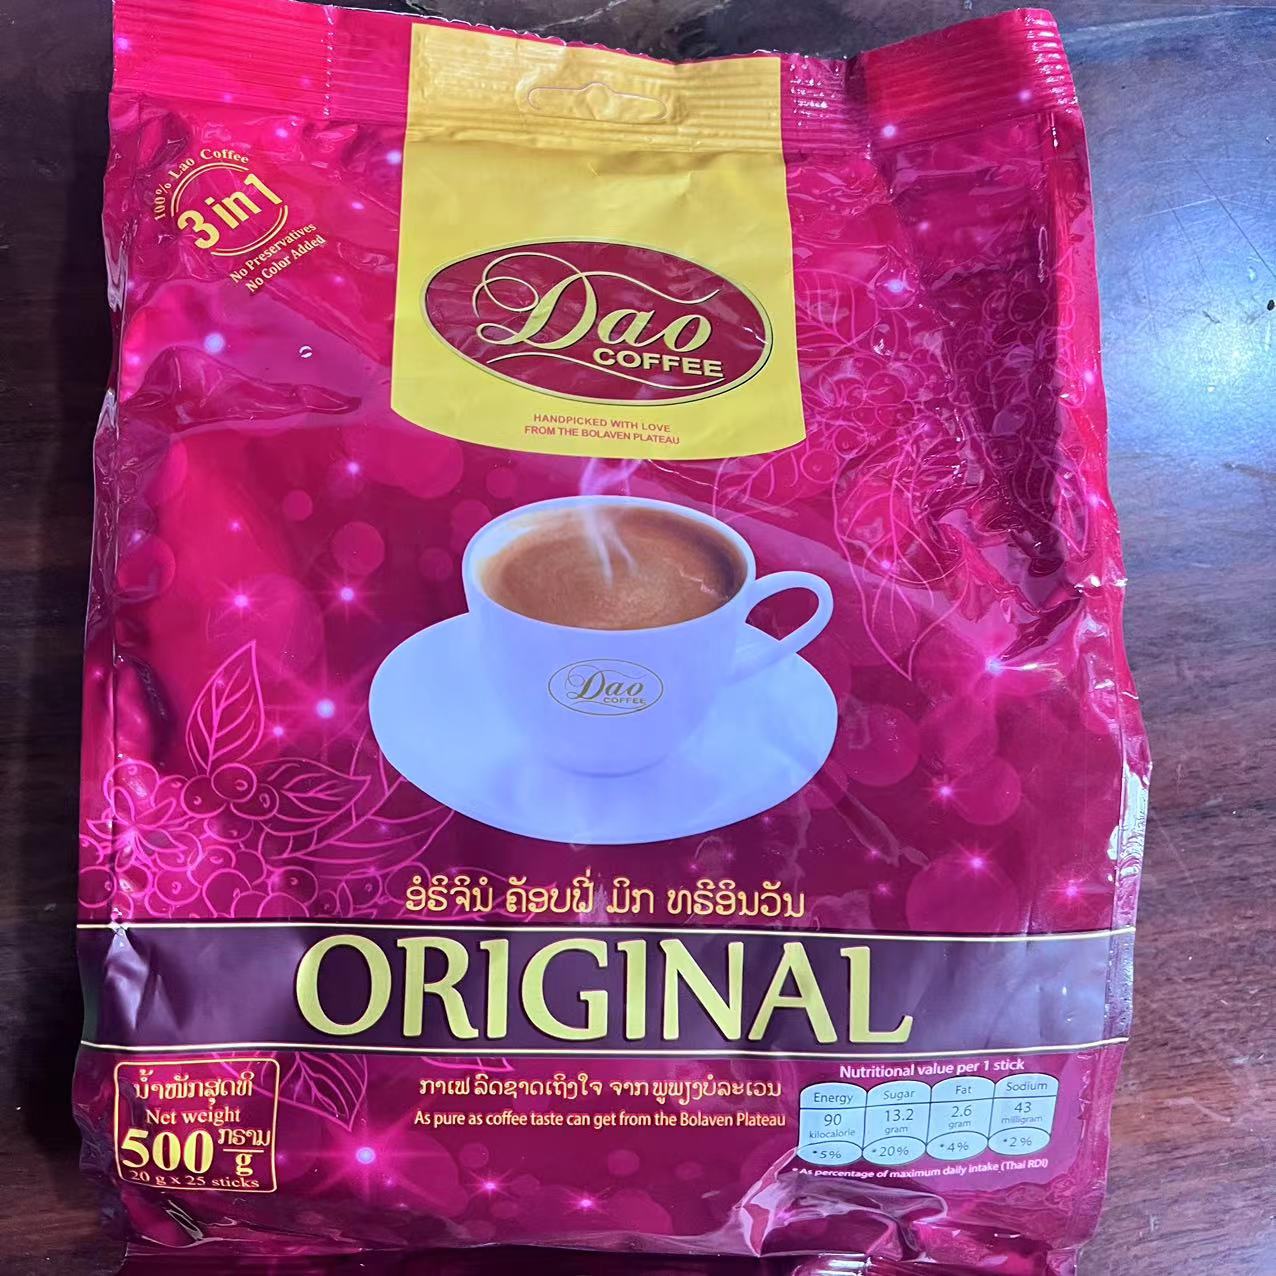 100% Lao Coffee
3 in 1
No Preservatives
No Color Added
Dao
COFFEE
HANDPICKED WITH LOVE
FROM THE BOLAVEN PLATEAU
Dao
COFFEE
ອໍຣິຈິນໍ ຄັອບຟີ່ ມິກ ທຣີອິນວັນ
ORIGINAL
ນ້ຳໜັກສຸດທິ
Net weight
500 ກຣາມ
g
20 g x 25 sticks
ກາເຟ ລົດຊາດເຖິງໃຈ ຈາກ ພູພຽງບໍລະເວນ
As pure as coffee taste can get from the Bolaven Plateau
Nutritional value per 1 stick
Energy Sugar Fat Sodium
90 13.2 2.6 43
kilocalorie gram gram milligram
*5% *20% *4% *2%
* As percentage of maximum daily intake (Thai RDI)